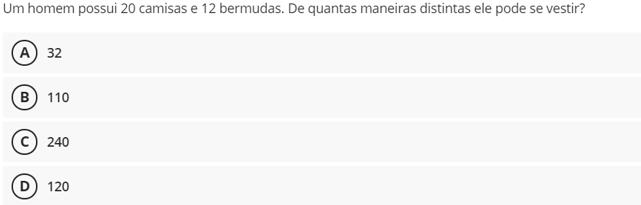 Um homem possui 20 camisas e 12 bermudas. De quantas maneiras distintas ele pode se vestir?
A 32
B 110
C 240
D 120